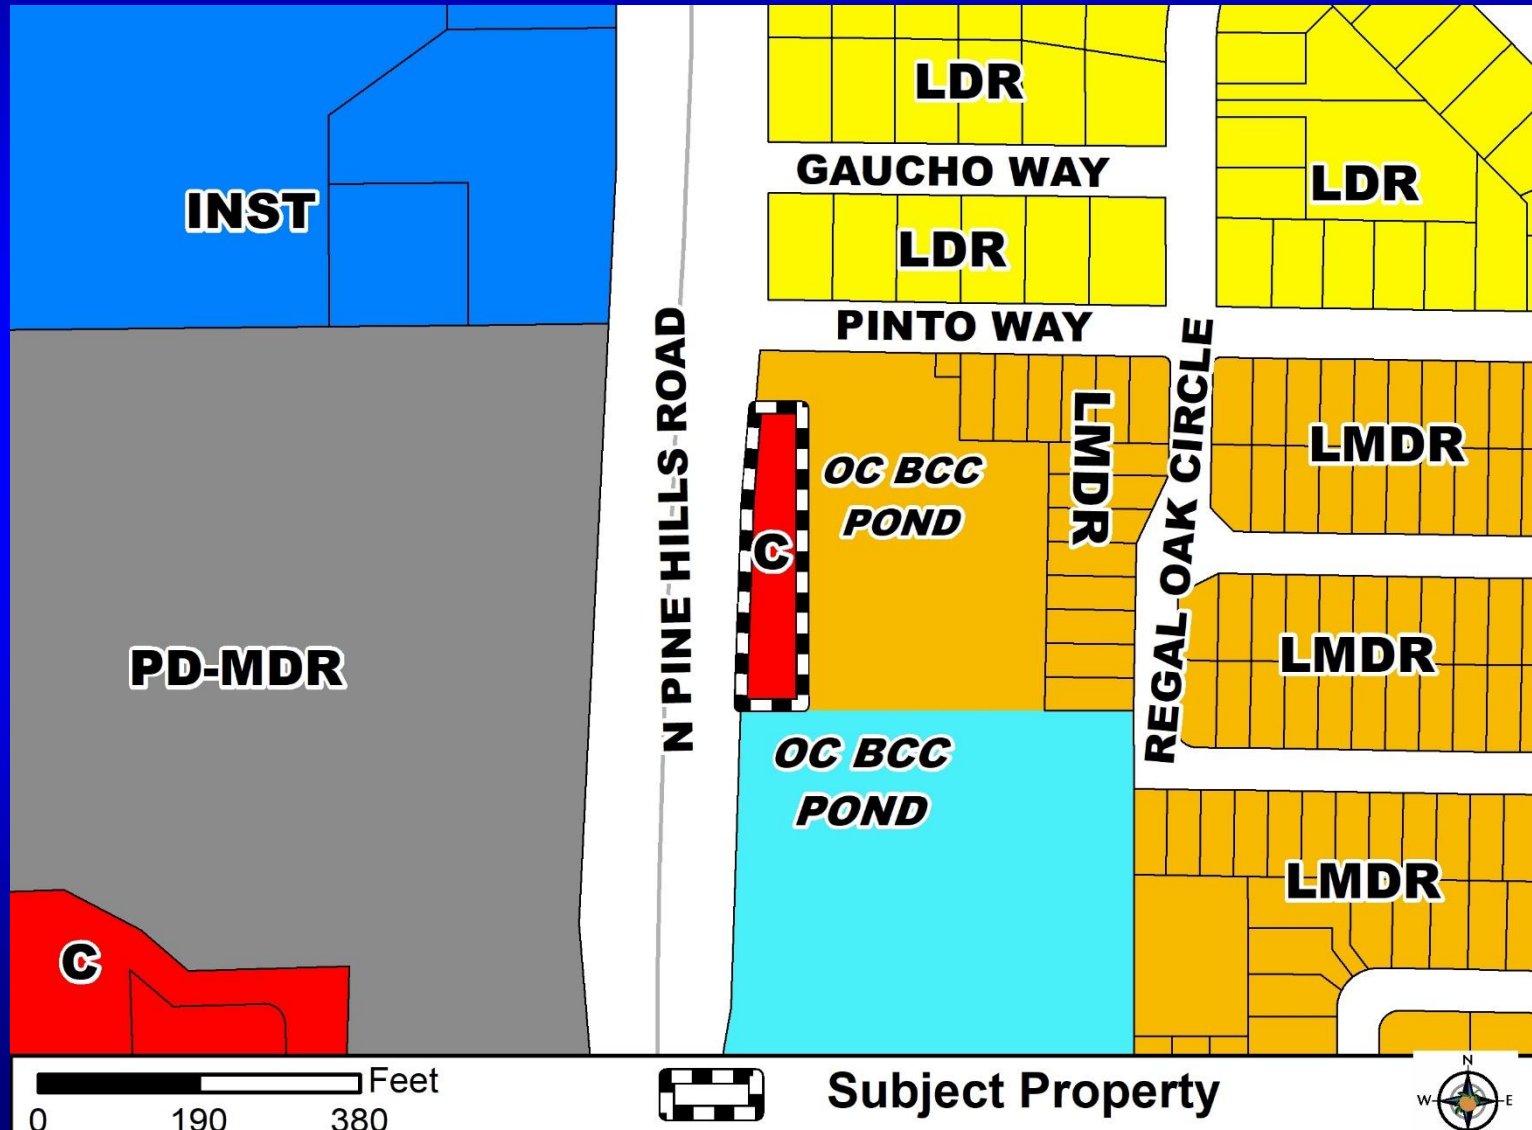 LDR
GAUCHO WAY
LDR
INST
LDR
PINTO WAY
N PINE HILLS ROAD
REGAL OAK CIRCLE
LMDR
LMDR
OC BCC
POND
C
PD-MDR
LMDR
OC BCC
POND
LMDR
C
Feet
0 190 380
Subject Property
N
W E